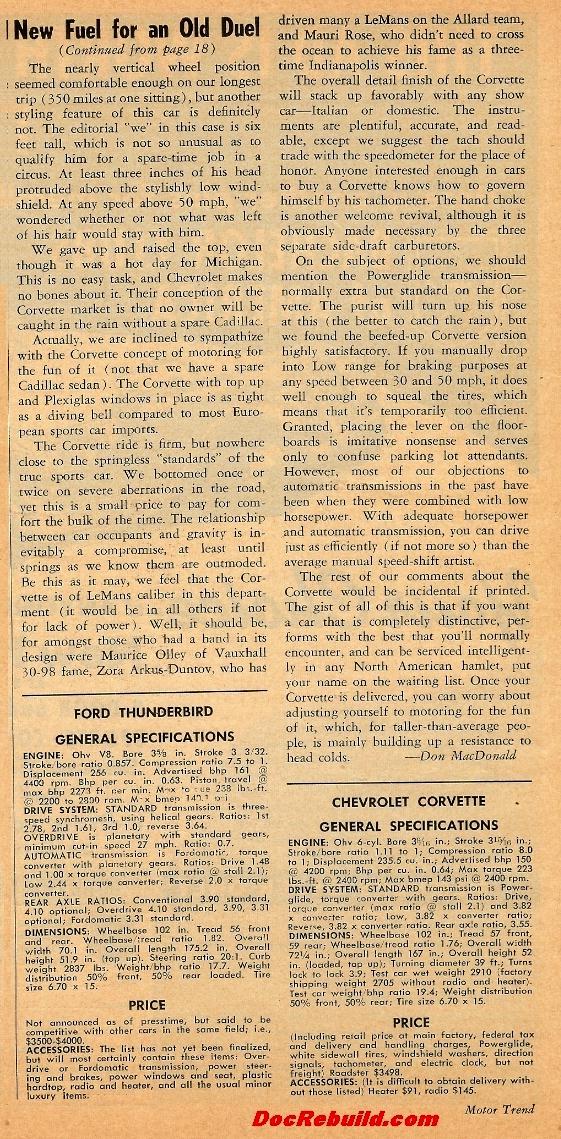 New Fuel for an Old Duel
(Continued from page 18)
The nearly vertical wheel position
seemed comfortable enough on our longest
trip (350 miles at one sitting), but another
styling feature of this car is definitely
not. The editorial "we" in this case is six
feet tall, which is not so unusual as to
qualify him for a spare-time job in a
circus. At least three inches of his head
protruded above the stylishly low wind-
shield. At any speed above 50 mph, "we"
wondered whether or not what was left
of his hair would stay with him.
We gave up and raised the top, even
though it was a hot day for Michigan.
This is no easy task, and Chevrolet makes
no bones about it. Their conception of the
Corvette market is that no owner will be
caught in the rain without a spare Cadillac.
Actually, we are inclined to sympathize
with the Corvette concept of motoring for
the fun of it (not that we have a spare
Cadillac sedan). The Corvette with top up
and Plexiglas windows in place is as tight
as a diving bell compared to most Euro-
pean sports car imports.
The Corvette ride is firm, but nowhere
close to the springless "standards" of the
true sports car. We bottomed once or
twice on severe aberrations in the road,
yet this is a small price to pay for com-
fort the bulk of the time. The relationship
between car occupants and gravity is in-
evitably a compromise, at least until
springs as we know them are outmoded.
Be this as it may, we feel that the Cor-
vette is of LeMans caliber in this depart-
ment (it would be in all others if not
for lack of power). Well, it should be,
for amongst those who had a hand in its
design were Maurice Olley of Vauxhall
30-98 fame, Zora Arkus-Duntov, who has
FORD THUNDERBIRD
GENERAL SPECIFICATIONS
ENGINE: Ohv V8. Bore 3⅝ in. Stroke 3 3/32.
Stroke/bore ratio 0.857. Compression ratio 7.5 to 1.
Displacement 256 cu. in. Advertised bhp 161 @
4400 rpm. Bhp per cu. in. 0.63. Piston travel @
max bhp 2273 ft. per min. Max torque 238 lbs.-ft.
@ 2200 to 2800 rpm. Max bmep psi
DRIVE SYSTEM: STANDARD transmission is three-
speed synchromesh, using helical gears. Ratios: 1st
2.78, 2nd 1.61, 3rd 1.0, reverse 3.64.
OVERDRIVE is planetary with standard gears,
minimum cut-in speed 27 mph. Ratio: 0.7.
AUTOMATIC transmission is Fordomatic, torque
converter with planetary gears. Ratios: Drive 1.48
and 1.00 x torque converter (max ratio @ stall 2.1);
Low 2.44 x torque converter; Reverse 2.0 x torque
converter.
REAR AXLE RATIOS: Conventional 3.90 standard,
4.10 optional; Overdrive 4.10 standard, 3.90, 3.31
optional; Fordomatic 3.31 standard.
DIMENSIONS: Wheelbase 102 in. Tread 56 front
and rear. Wheelbase/tread ratio 1.82. Overall
width 70.1 in. Overall length 175.2 in. Overall
height 51.9 in. (top up). Steering ratio 20:1. Curb
weight 2837 lbs. Weight/bhp ratio 17.7. Weight
distribution 50% front, 50% rear loaded. Tire
size 6.70 x 15.
PRICE
Not announced as of presstime, but said to be
competitive with other cars in the same field; i.e.,
$3500-$4000.
ACCESSORIES: The list has not yet been finalized,
but will most certainly contain these items: Over-
drive or Fordomatic transmission, power steer-
ing and brakes, power windows and seat, plastic
hardtop, radio and heater, and all the usual minor
luxury items.
driven many a LeMans on the Allard team,
and Mauri Rose, who didn't need to cross
the ocean to achieve his fame as a three-
time Indianapolis winner.
The overall detail finish of the Corvette
will stack up favorably with any show
car—Italian or domestic. The instru-
ments are plentiful, accurate, and read-
able, except we suggest the tach should
trade with the speedometer for the place of
honor. Anyone interested enough in cars
to buy a Corvette knows how to govern
himself by his tachometer. The hand choke
is another welcome revival, although it is
obviously made necessary by the three
separate side-draft carburetors.
On the subject of options, we should
mention the Powerglide transmission—
normally extra but standard on the Cor-
vette. The purist will turn up his nose
at this (the better to catch the rain), but
we found the beefed-up Corvette version
highly satisfactory. If you manually drop
into Low range for braking purposes at
any speed between 30 and 50 mph, it does
well enough to squeal the tires, which
means that it's temporarily too efficient.
Granted, placing the lever on the floor-
boards is imitative nonsense and serves
only to confuse parking lot attendants.
However, most of our objections to
automatic transmissions in the past have
been when they were combined with low
horsepower. With adequate horsepower
and automatic transmission, you can drive
just as efficiently (if not more so) than the
average manual speed-shift artist.
The rest of our comments about the
Corvette would be incidental if printed.
The gist of all of this is that if you want
a car that is completely distinctive, per-
forms with the best that you'll normally
encounter, and can be serviced intelligent-
ly in any North American hamlet, put
your name on the waiting list. Once your
Corvette is delivered, you can worry about
adjusting yourself to motoring for the fun
of it, which, for taller-than-average peo-
ple, is mainly building up a resistance to
head colds. —Don MacDonald
CHEVROLET CORVETTE
GENERAL SPECIFICATIONS
ENGINE: Ohv 6-cyl. Bore 3⁹⁄₁₆ in.; Stroke 3¹⁵⁄₁₆ in.;
Stroke/bore ratio 1.11 to 1; Compression ratio 8.0
to 1; Displacement 235.5 cu. in.; Advertised bhp 150
@ 4200 rpm; Bhp per cu. in. 0.64; Max torque 223
lbs.-ft. @ 2400 rpm; Max bmep 143 psi @ 2400 rpm.
DRIVE SYSTEM: STANDARD transmission is Power-
glide, torque converter with gears. Ratios: Drive,
torque converter (max ratio @ stall 2.1) and 3.82
x converter ratio; Low, 3.82 x converter ratio;
Reverse, 3.82 x converter ratio. Rear axle ratio, 3.55.
DIMENSIONS: Wheelbase 102 in.; Tread 57 front,
59 rear; Wheelbase/tread ratio 1.76; Overall width
72¼ in.; Overall length 167 in.; Overall height 52
in. (loaded, top up); Turning diameter 39 ft.; Turns
lock to lock 3.9; Test car wet weight 2910 (factory
shipping weight 2705 without radio and heater).
Test car weight/bhp ratio 19.4; Weight distribution
50% front, 50% rear; Tire size 6.70 x 15.
PRICE
(Including retail price at main factory, federal tax
and delivery and handling charges, Powerglide,
white sidewall tires, windshield washers, direction
signals, tachometer, and electric clock, but not
freight) Roadster $3498.
ACCESSORIES: (It is difficult to obtain delivery with-
out those listed) Heater $91, radio $145.
DocRebuild.com
Motor Trend